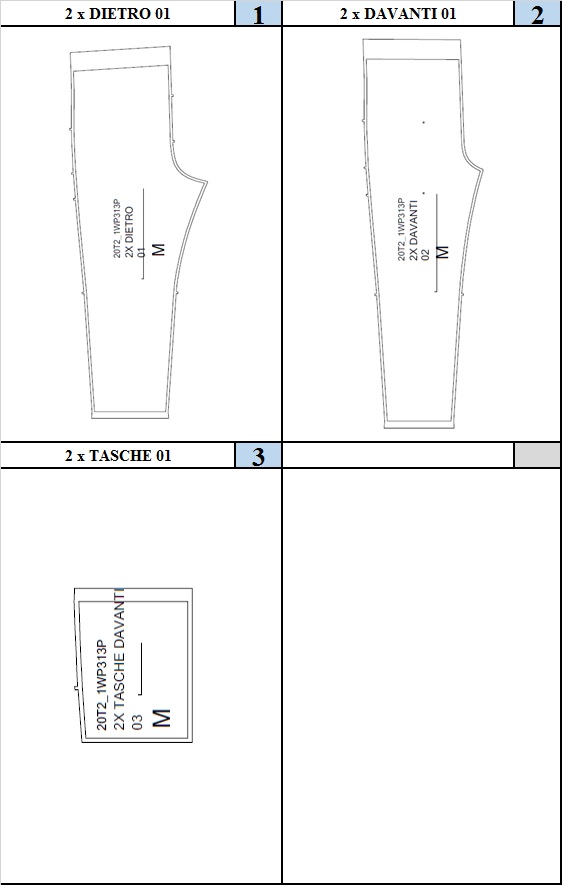 2 x DIETRO 01
1
2 x DAVANTI 01
2
20T2_1WP313P
2X DIETRO
01
M
20T2_1WP313P
2X DAVANTI
02
M
2 x TASCHE 01
3
20T2_1WP313P
2X TASCHE DAVANTI
03
M